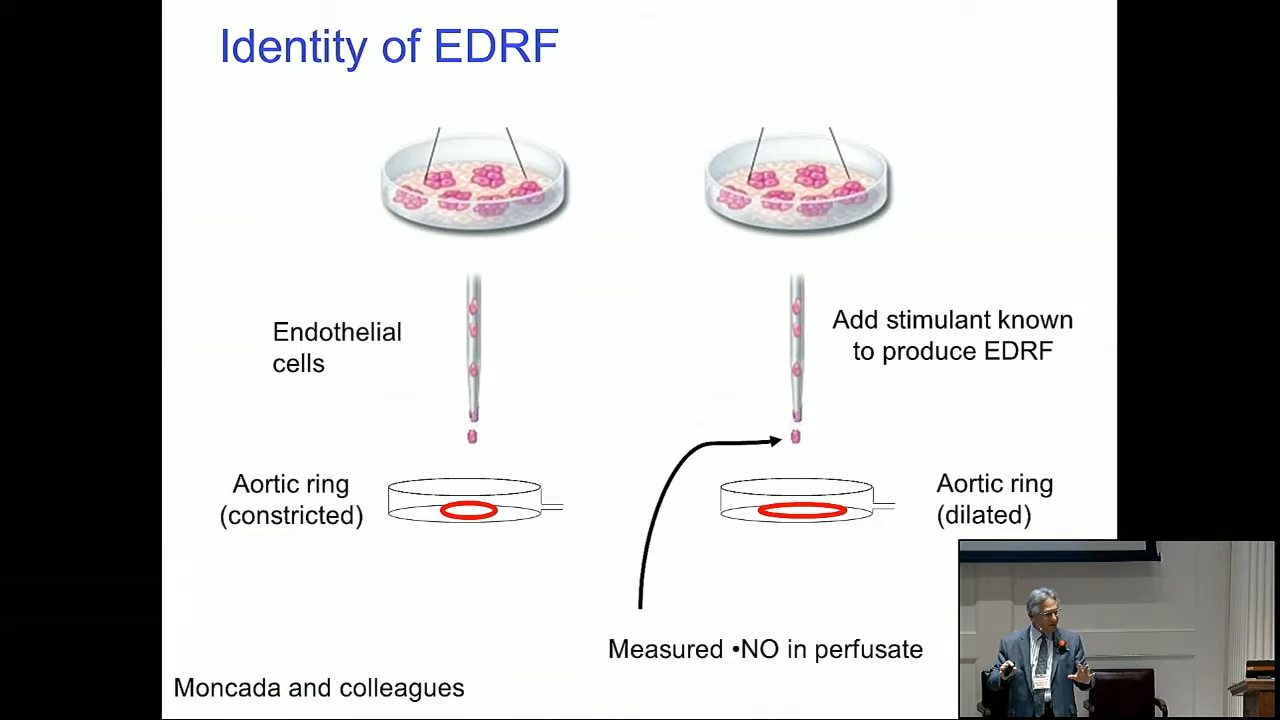 Identity of EDRF
Endothelial
cells
Add stimulant known
to produce EDRF
Aortic ring
(constricted)
Aortic ring
(dilated)
Measured •NO in perfusate
Moncada and colleagues